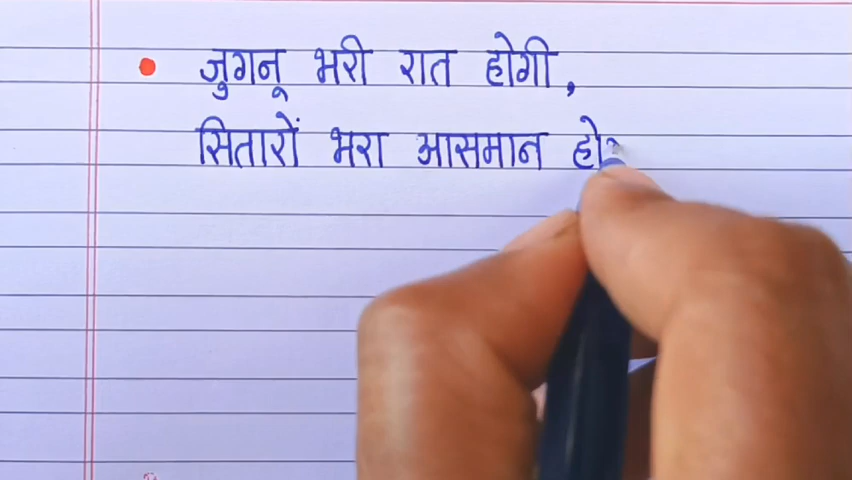 जुगनू भरी रात होगी,
सितारों भरा आसमान